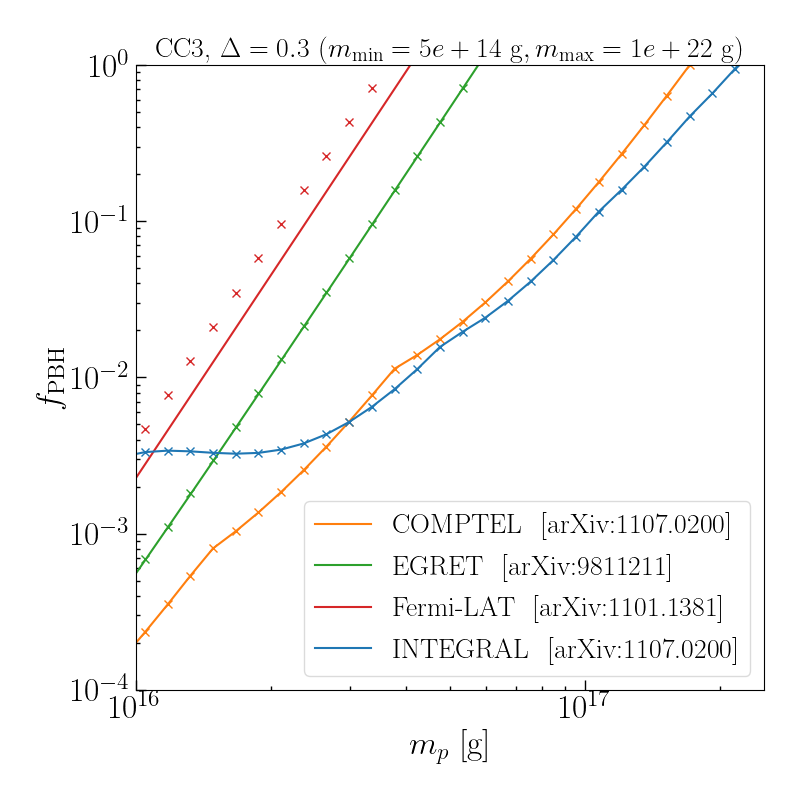 CC3, Δ = 0.3 (m_min = 5e + 14 g, m_max = 1e + 22 g)
10^0
10^−1
10^−2
10^−3
10^−4
f_PBH
COMPTEL [arXiv:1107.0200]
EGRET [arXiv:9811211]
Fermi-LAT [arXiv:1101.1381]
INTEGRAL [arXiv:1107.0200]
10^16 10^17
m_p [g]